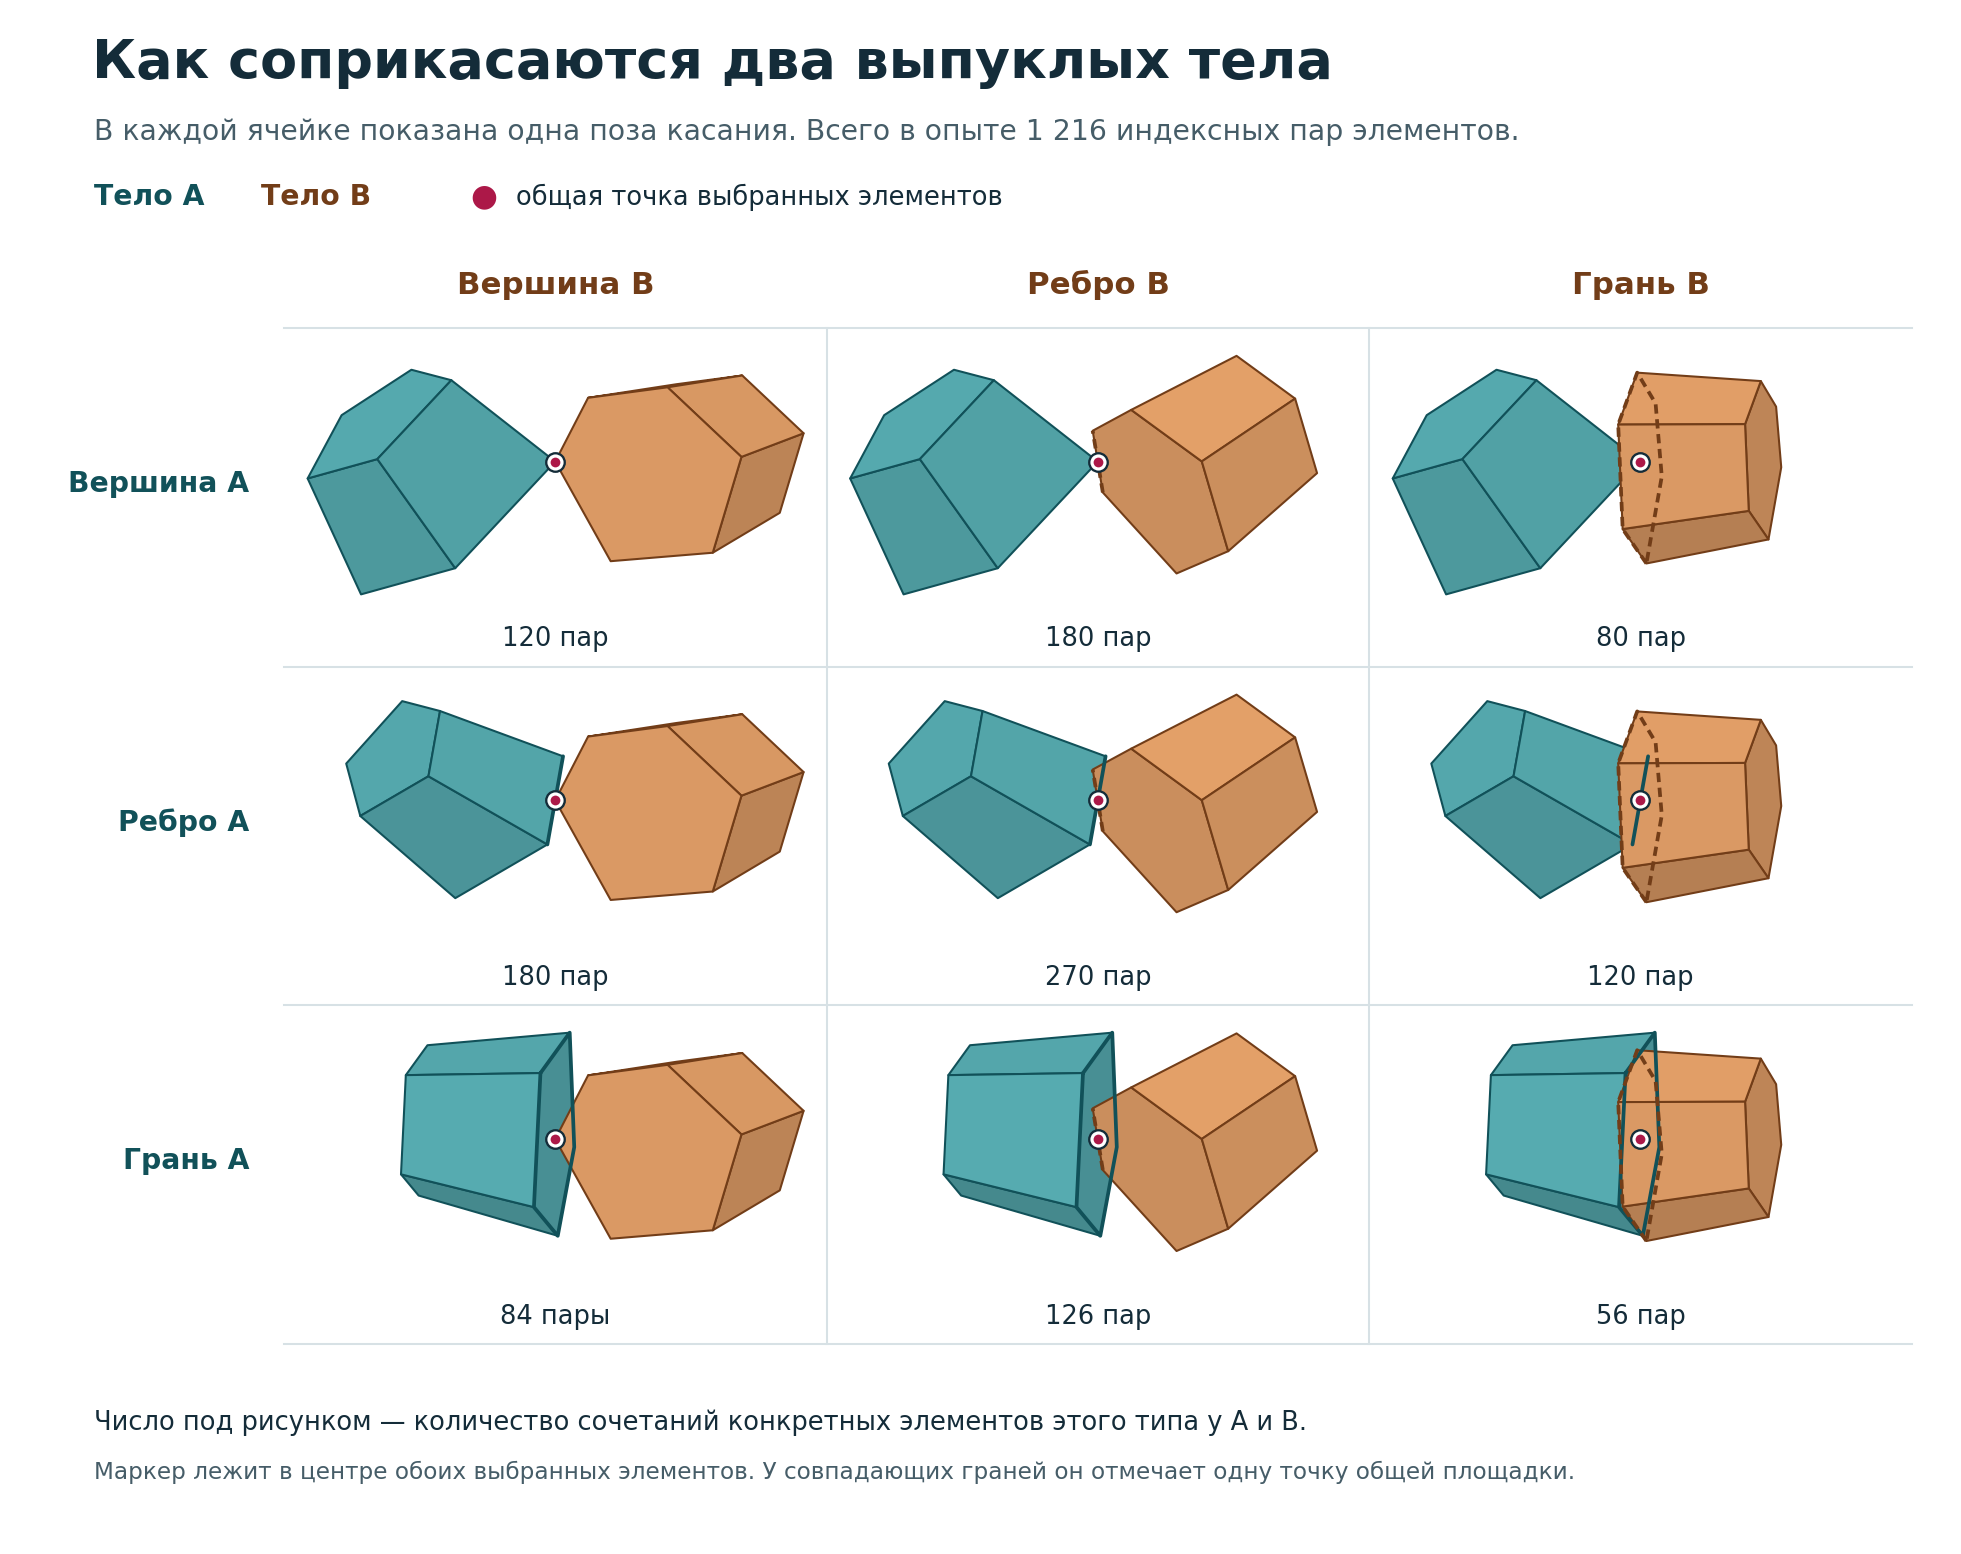 Как соприкасаются два выпуклых тела
В каждой ячейке показана одна поза касания. Всего в опыте 1 216 индексных пар элементов.
Тело A Тело B общая точка выбранных элементов
Вершина B Ребро B Грань B
Вершина A
120 пар 180 пар 80 пар
Ребро A
180 пар 270 пар 120 пар
Грань A
84 пары 126 пар 56 пар
Число под рисунком — количество сочетаний конкретных элементов этого типа у A и B.
Маркер лежит в центре обоих выбранных элементов. У совпадающих граней он отмечает одну точку общей площадки.